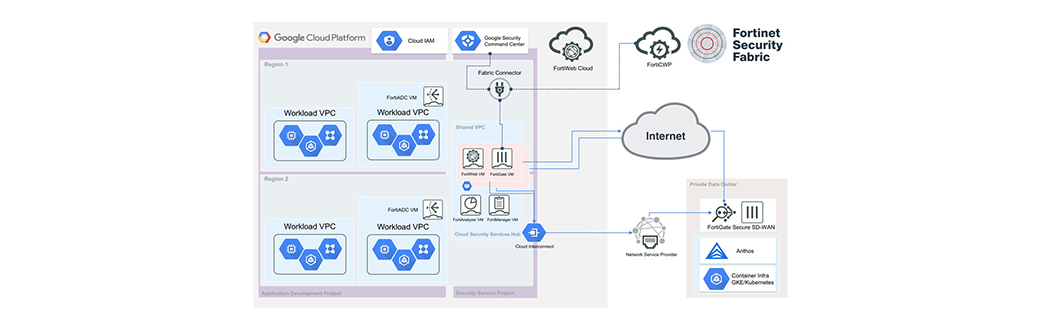 Google Cloud Platform
Cloud IAM
Google Security
Command Center
FortiWeb Cloud
FortiCWP
Fortinet
Security
Fabric
Region 1
Fabric Connector
FortiADC VM
Workload VPC
Workload VPC
Shared VPC
Internet
FortiWeb VM
FortiGate VM
Region 2
Private Data Center
FortiADC VM
Workload VPC
Workload VPC
FortiAnalyzer VM
FortiManager VM
Cloud Security Services Hub
Cloud Interconnect
Network Service Provider
FortiGate Secure SD-WAN
Anthos
Container Infra
GKE/Kubernetes
Application Development Project
Security Service Project